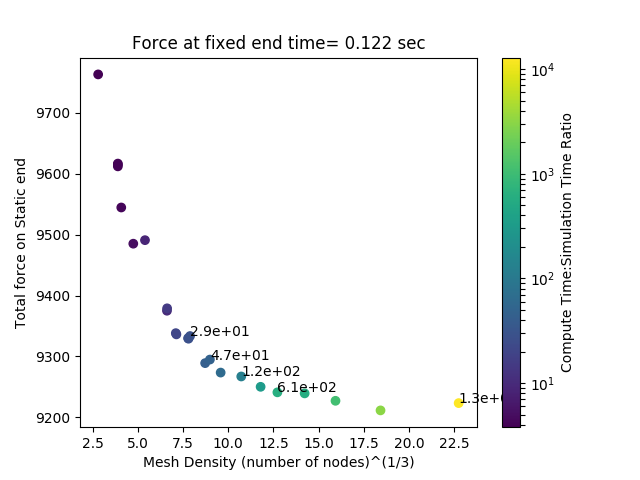 Force at fixed end time= 0.122 sec
Total force on Static end
9700
9600
9500
9400
9300
9200
2.9e+01
4.7e+01
1.2e+02
6.1e+02
2.5
5.0
7.5
10.0
12.5
15.0
17.5
20.0
22.5
Mesh Density (number of nodes)^(1/3)
10^4
10^3
10^2
10^1
Compute Time:Simulation Time Ratio